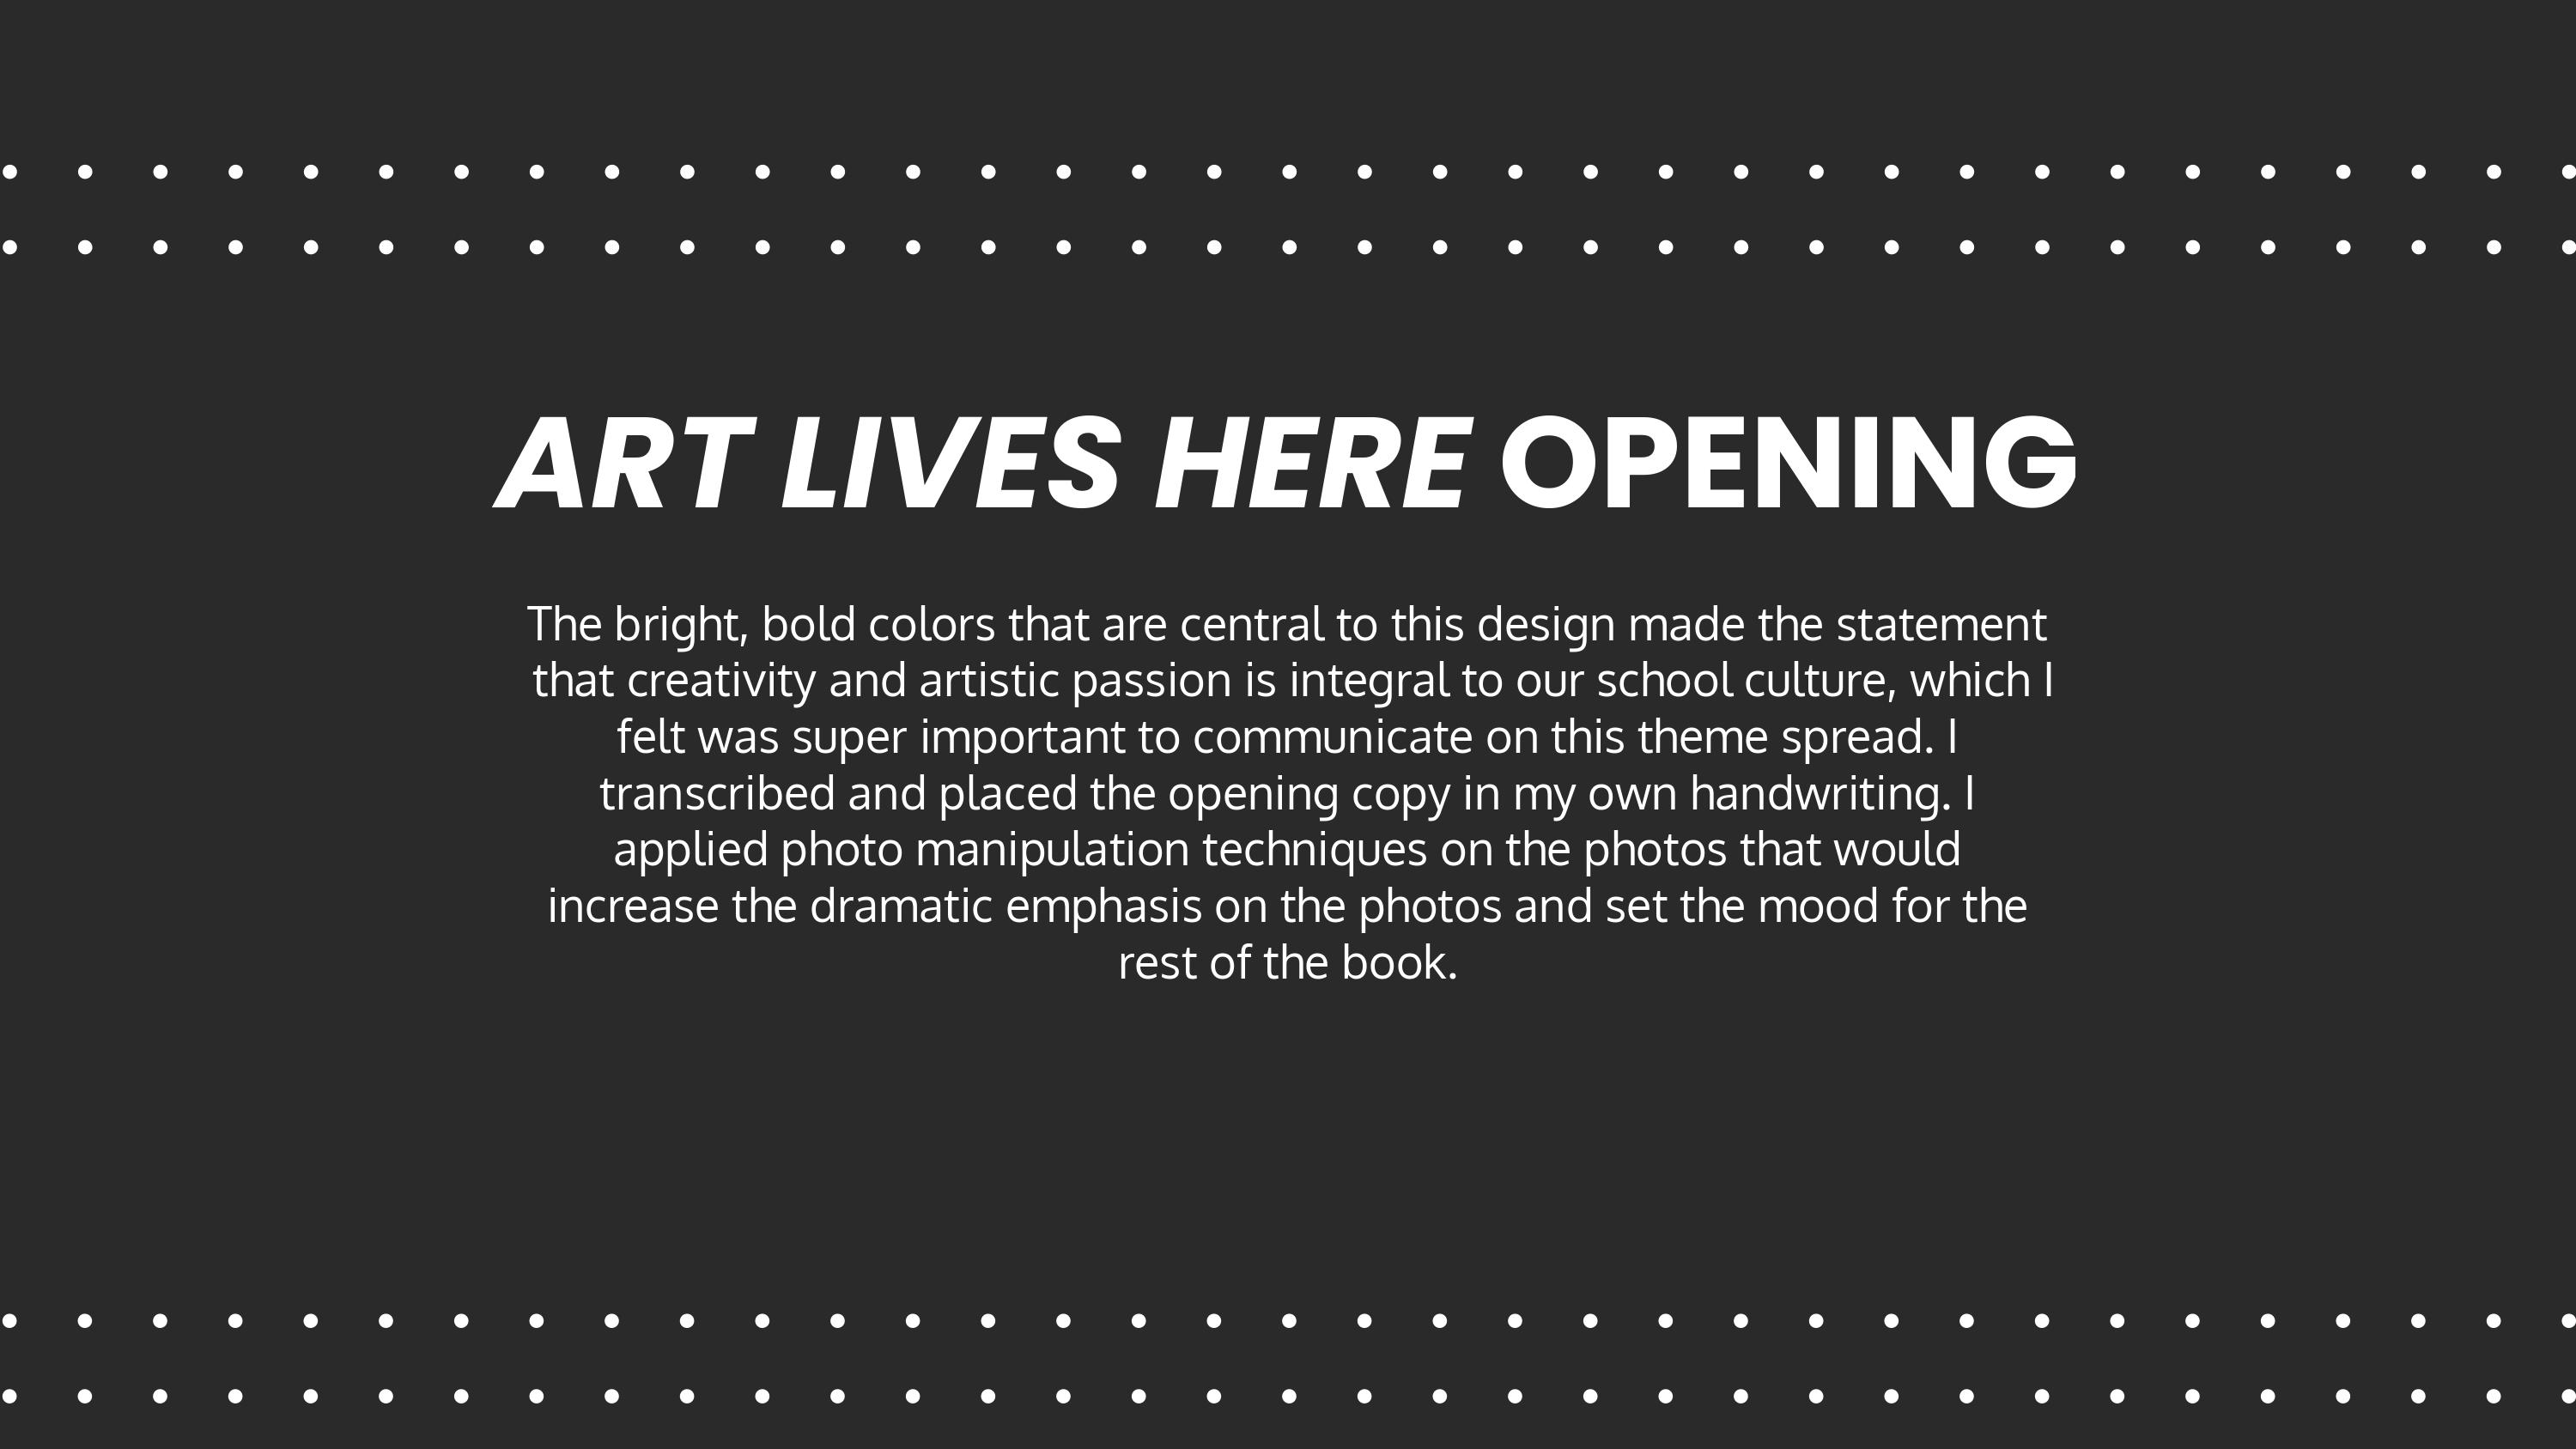 ART LIVES HERE OPENING
The bright, bold colors that are central to this design made the statement
that creativity and artistic passion is integral to our school culture, which I
felt was super important to communicate on this theme spread. I
transcribed and placed the opening copy in my own handwriting. I
applied photo manipulation techniques on the photos that would
increase the dramatic emphasis on the photos and set the mood for the
rest of the book.